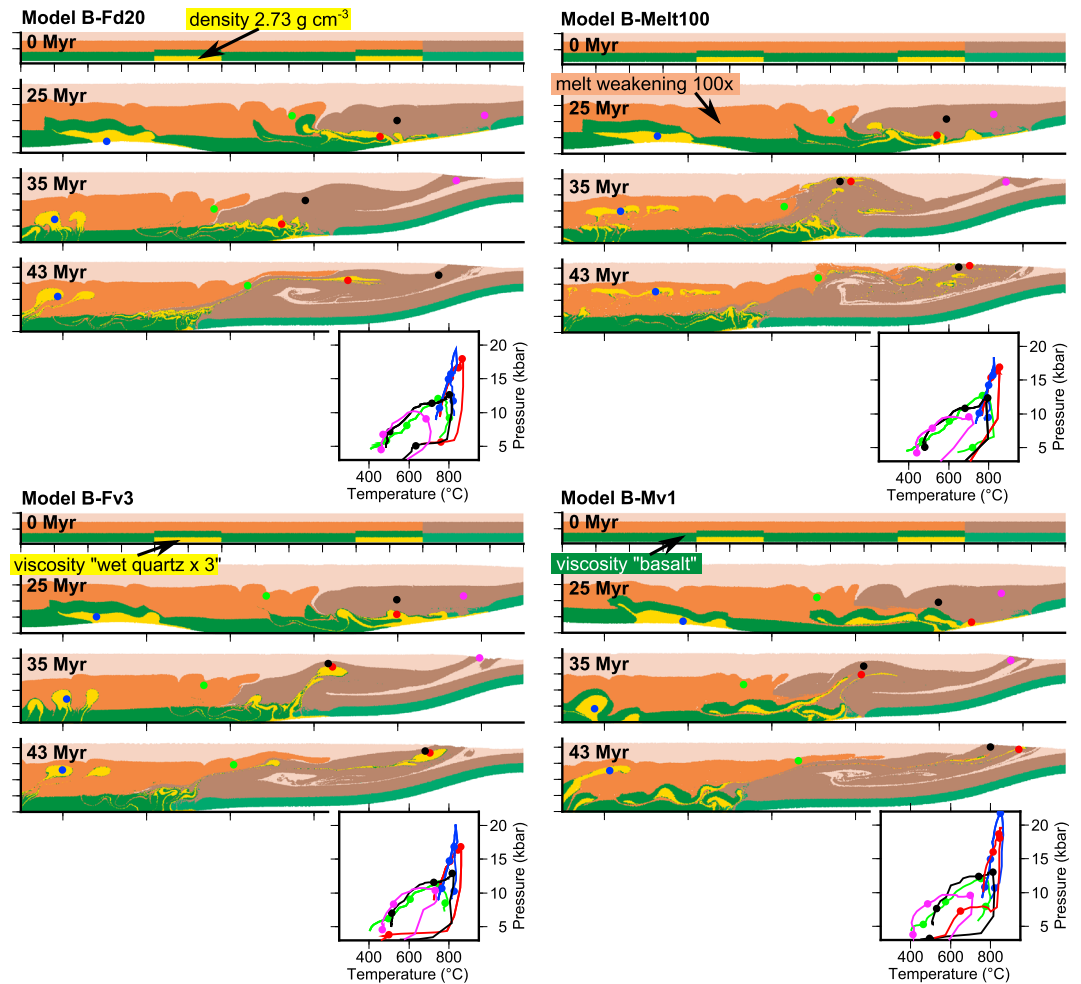 Model B-Fd20
density 2.73 g cm-3
0 Myr
25 Myr
35 Myr
43 Myr
20
15
10
5
Pressure (kbar)
400 600 800
Temperature (°C)
Model B-Melt100
0 Myr
melt weakening 100x
25 Myr
35 Myr
43 Myr
20
15
10
5
Pressure (kbar)
400 600 800
Temperature (°C)
Model B-Fv3
0 Myr
viscosity "wet quartz x 3"
25 Myr
35 Myr
43 Myr
20
15
10
5
Pressure (kbar)
400 600 800
Temperature (°C)
Model B-Mv1
0 Myr
viscosity "basalt"
25 Myr
35 Myr
43 Myr
20
15
10
5
Pressure (kbar)
400 600 800
Temperature (°C)